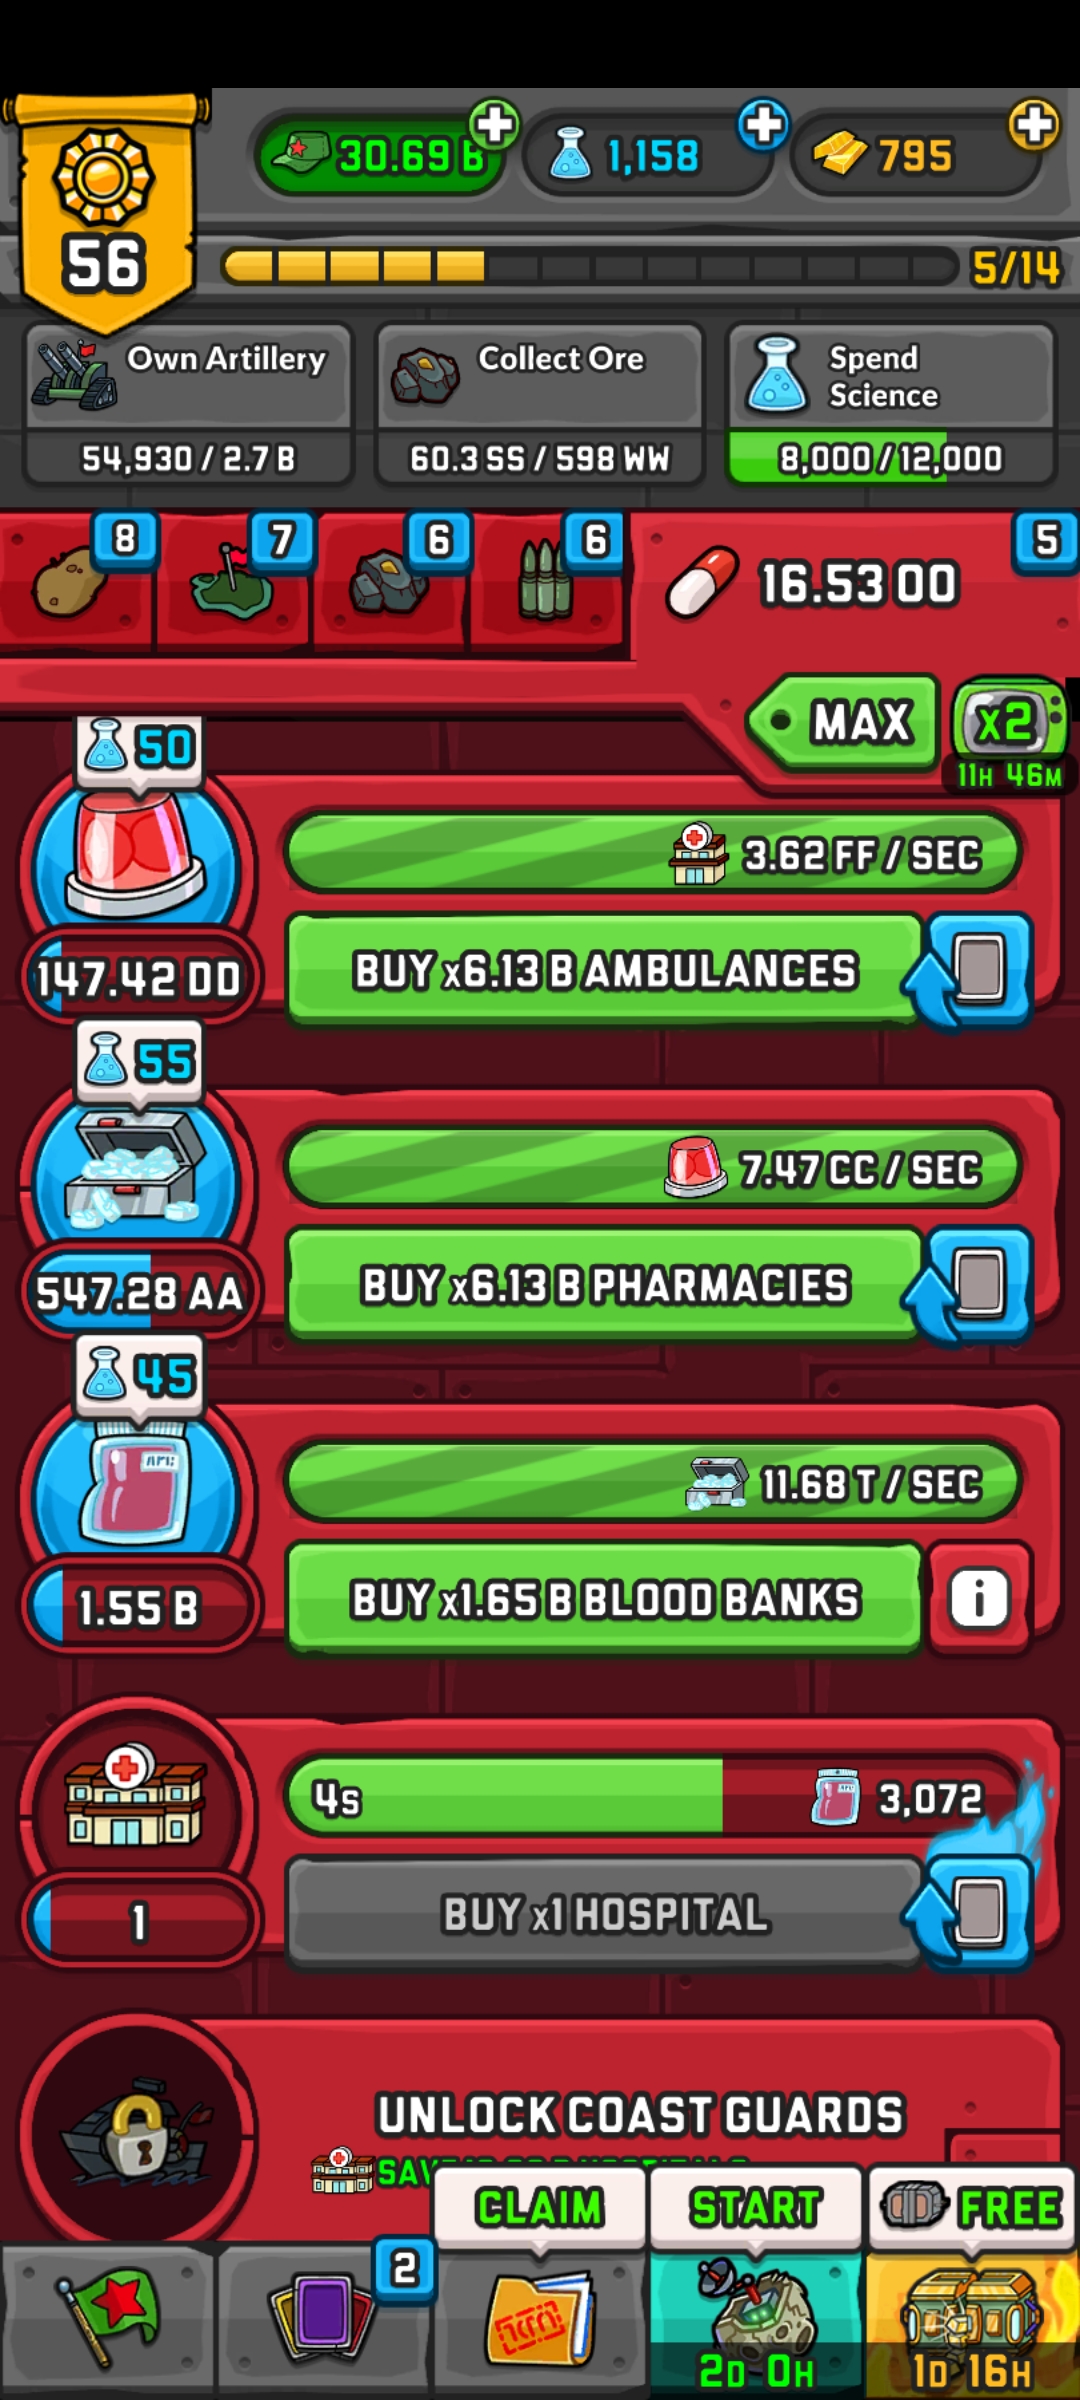 30.69 B
1,158
795
56
5/14
Own Artillery
54,930 / 2.7 B
Collect Ore
60.3 SS / 598 WW
Spend
Science
8,000 / 12,000
8
7
6
6
16.53 OO
5
MAX
x2
11H 46M
50
3.62 FF / SEC
147.42 DD
BUY x6.13 B AMBULANCES
55
7.47 CC / SEC
547.28 AA
BUY x6.13 B PHARMACIES
45
11.68 T / SEC
1.55 B
BUY x1.65 B BLOOD BANKS
i
4s
3,072
1
BUY x1 HOSPITAL
UNLOCK COAST GUARDS
CLAIM
START
FREE
2
2D 0H
1D 16H